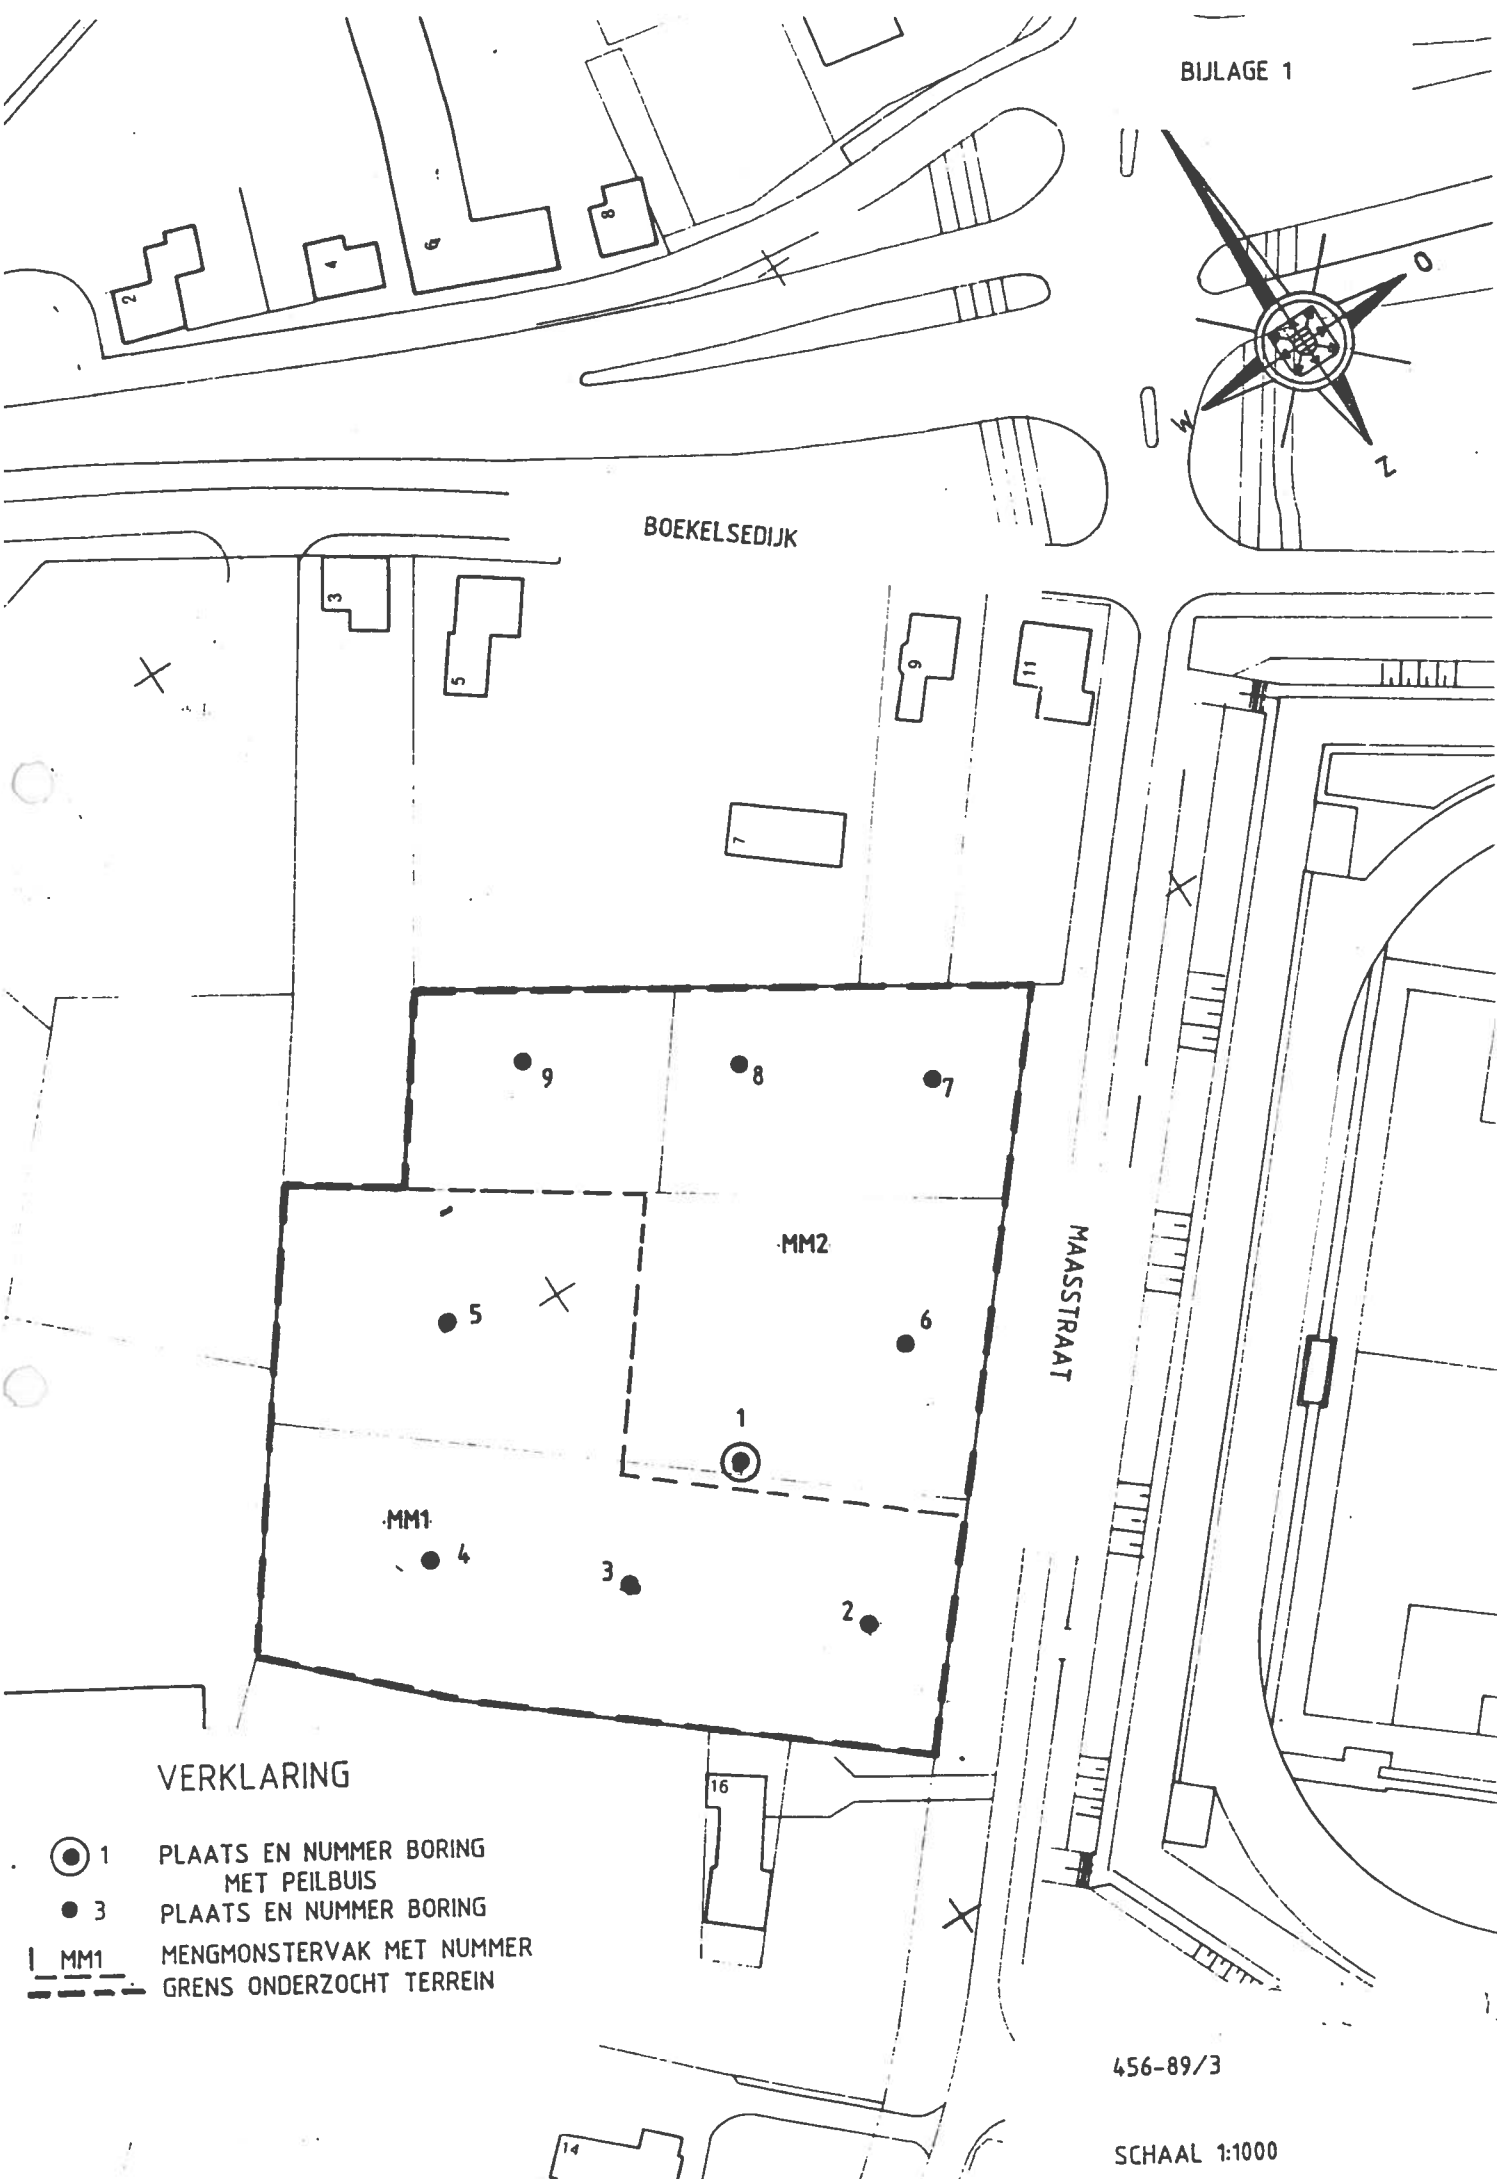 BIJLAGE 1
8
6
4
2
O
W
Z
BOEKELSEDIJK
3
5
9
11
7
9
8
7
MM2
MAASSTRAAT
5
6
1
MM1
4
3
2
VERKLARING
16
1 PLAATS EN NUMMER BORING
MET PEILBUIS
3 PLAATS EN NUMMER BORING
MM1 MENGMONSTERVAK MET NUMMER
GRENS ONDERZOCHT TERREIN
456-89/3
14
SCHAAL 1:1000